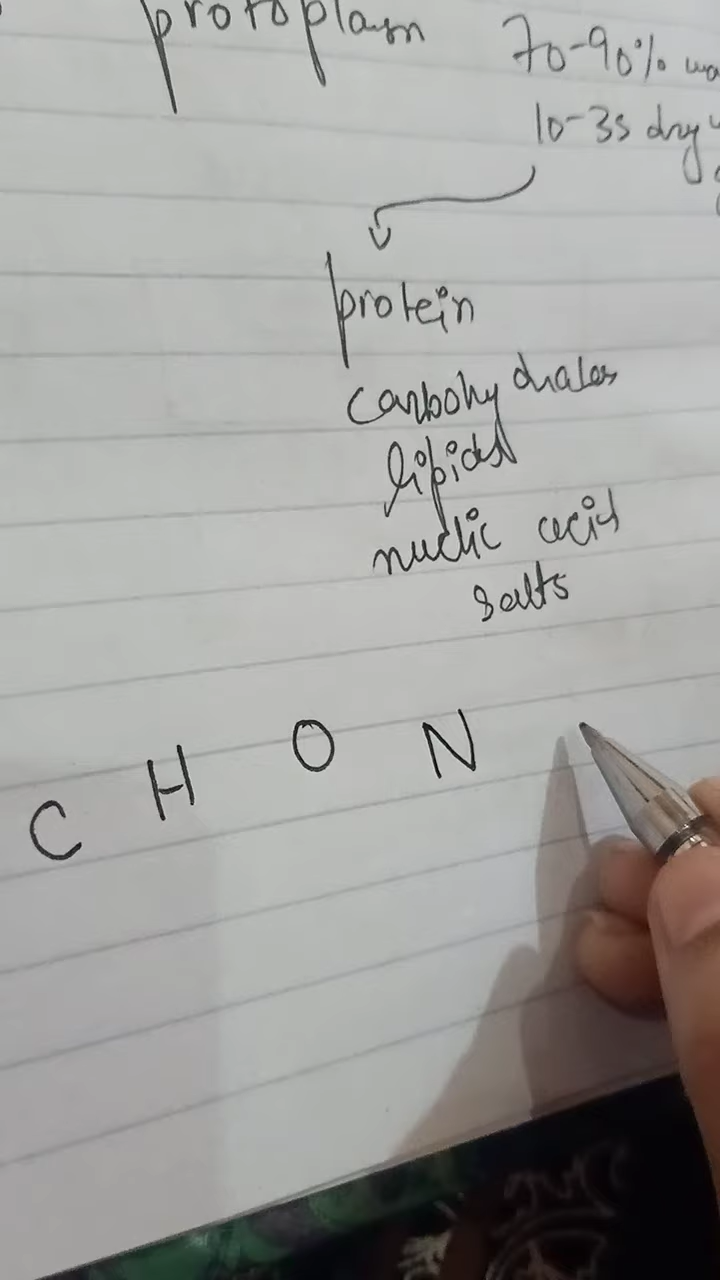 protoplasm 70-90% wa
10-35 dry
protein
carbohydrates
lipids
nuclic acid
salts
C H O N